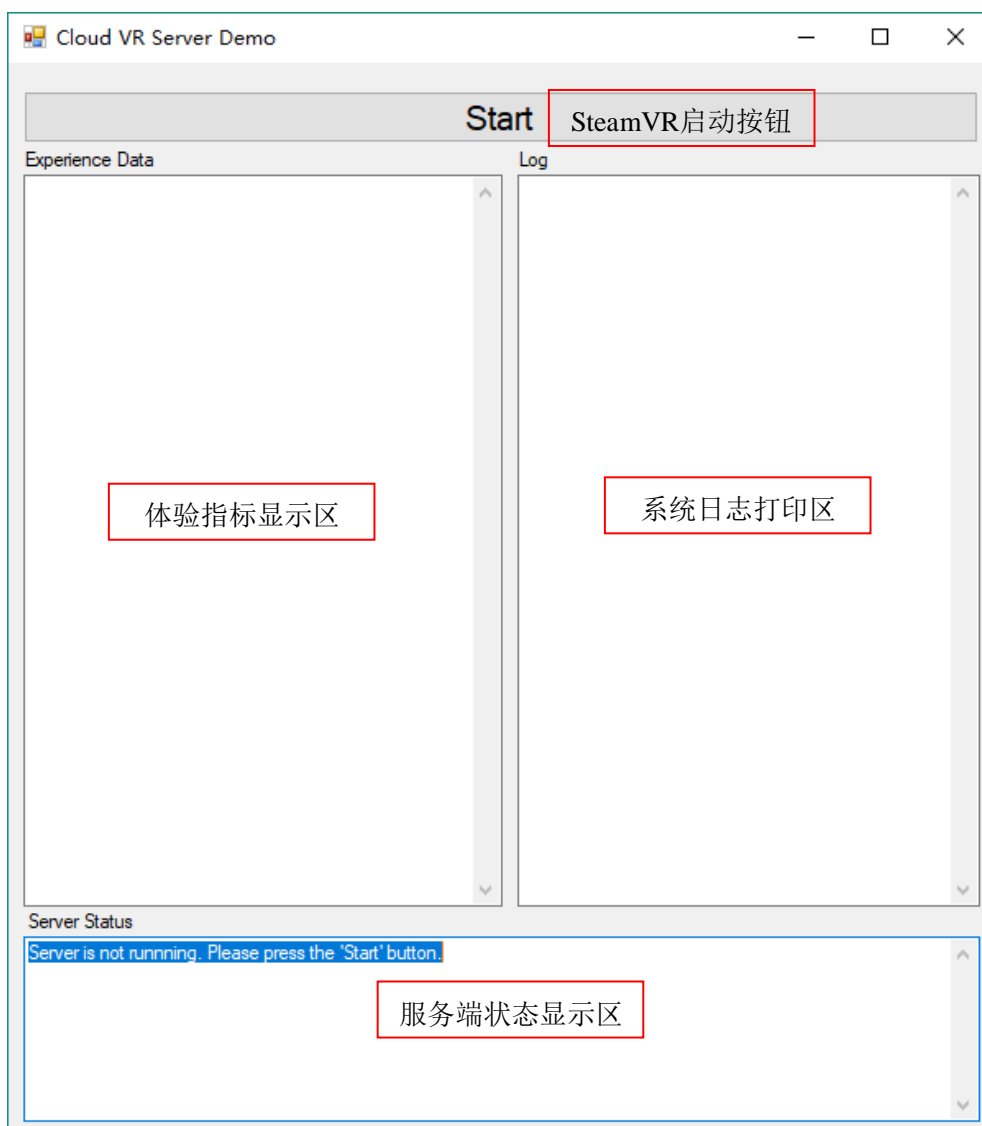 Cloud VR Server Demo
Start
SteamVR启动按钮
Experience Data
Log
体验指标显示区
系统日志打印区
Server Status
Server is not runnning. Please press the 'Start' button.
服务端状态显示区